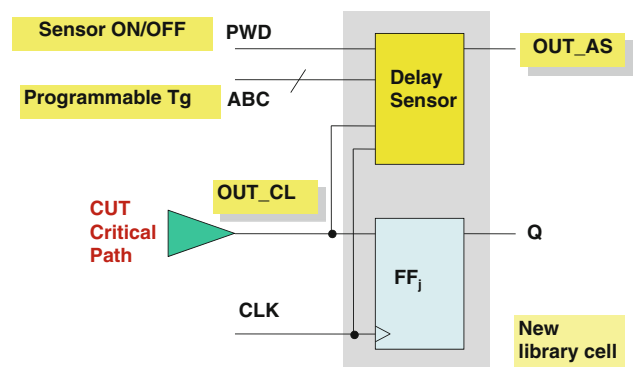 Sensor ON/OFF
PWD
OUT_AS
Delay
Sensor
Programmable Tg
ABC
OUT_CL
CUT
Critical
Path
Q
FFj
CLK
New
library cell